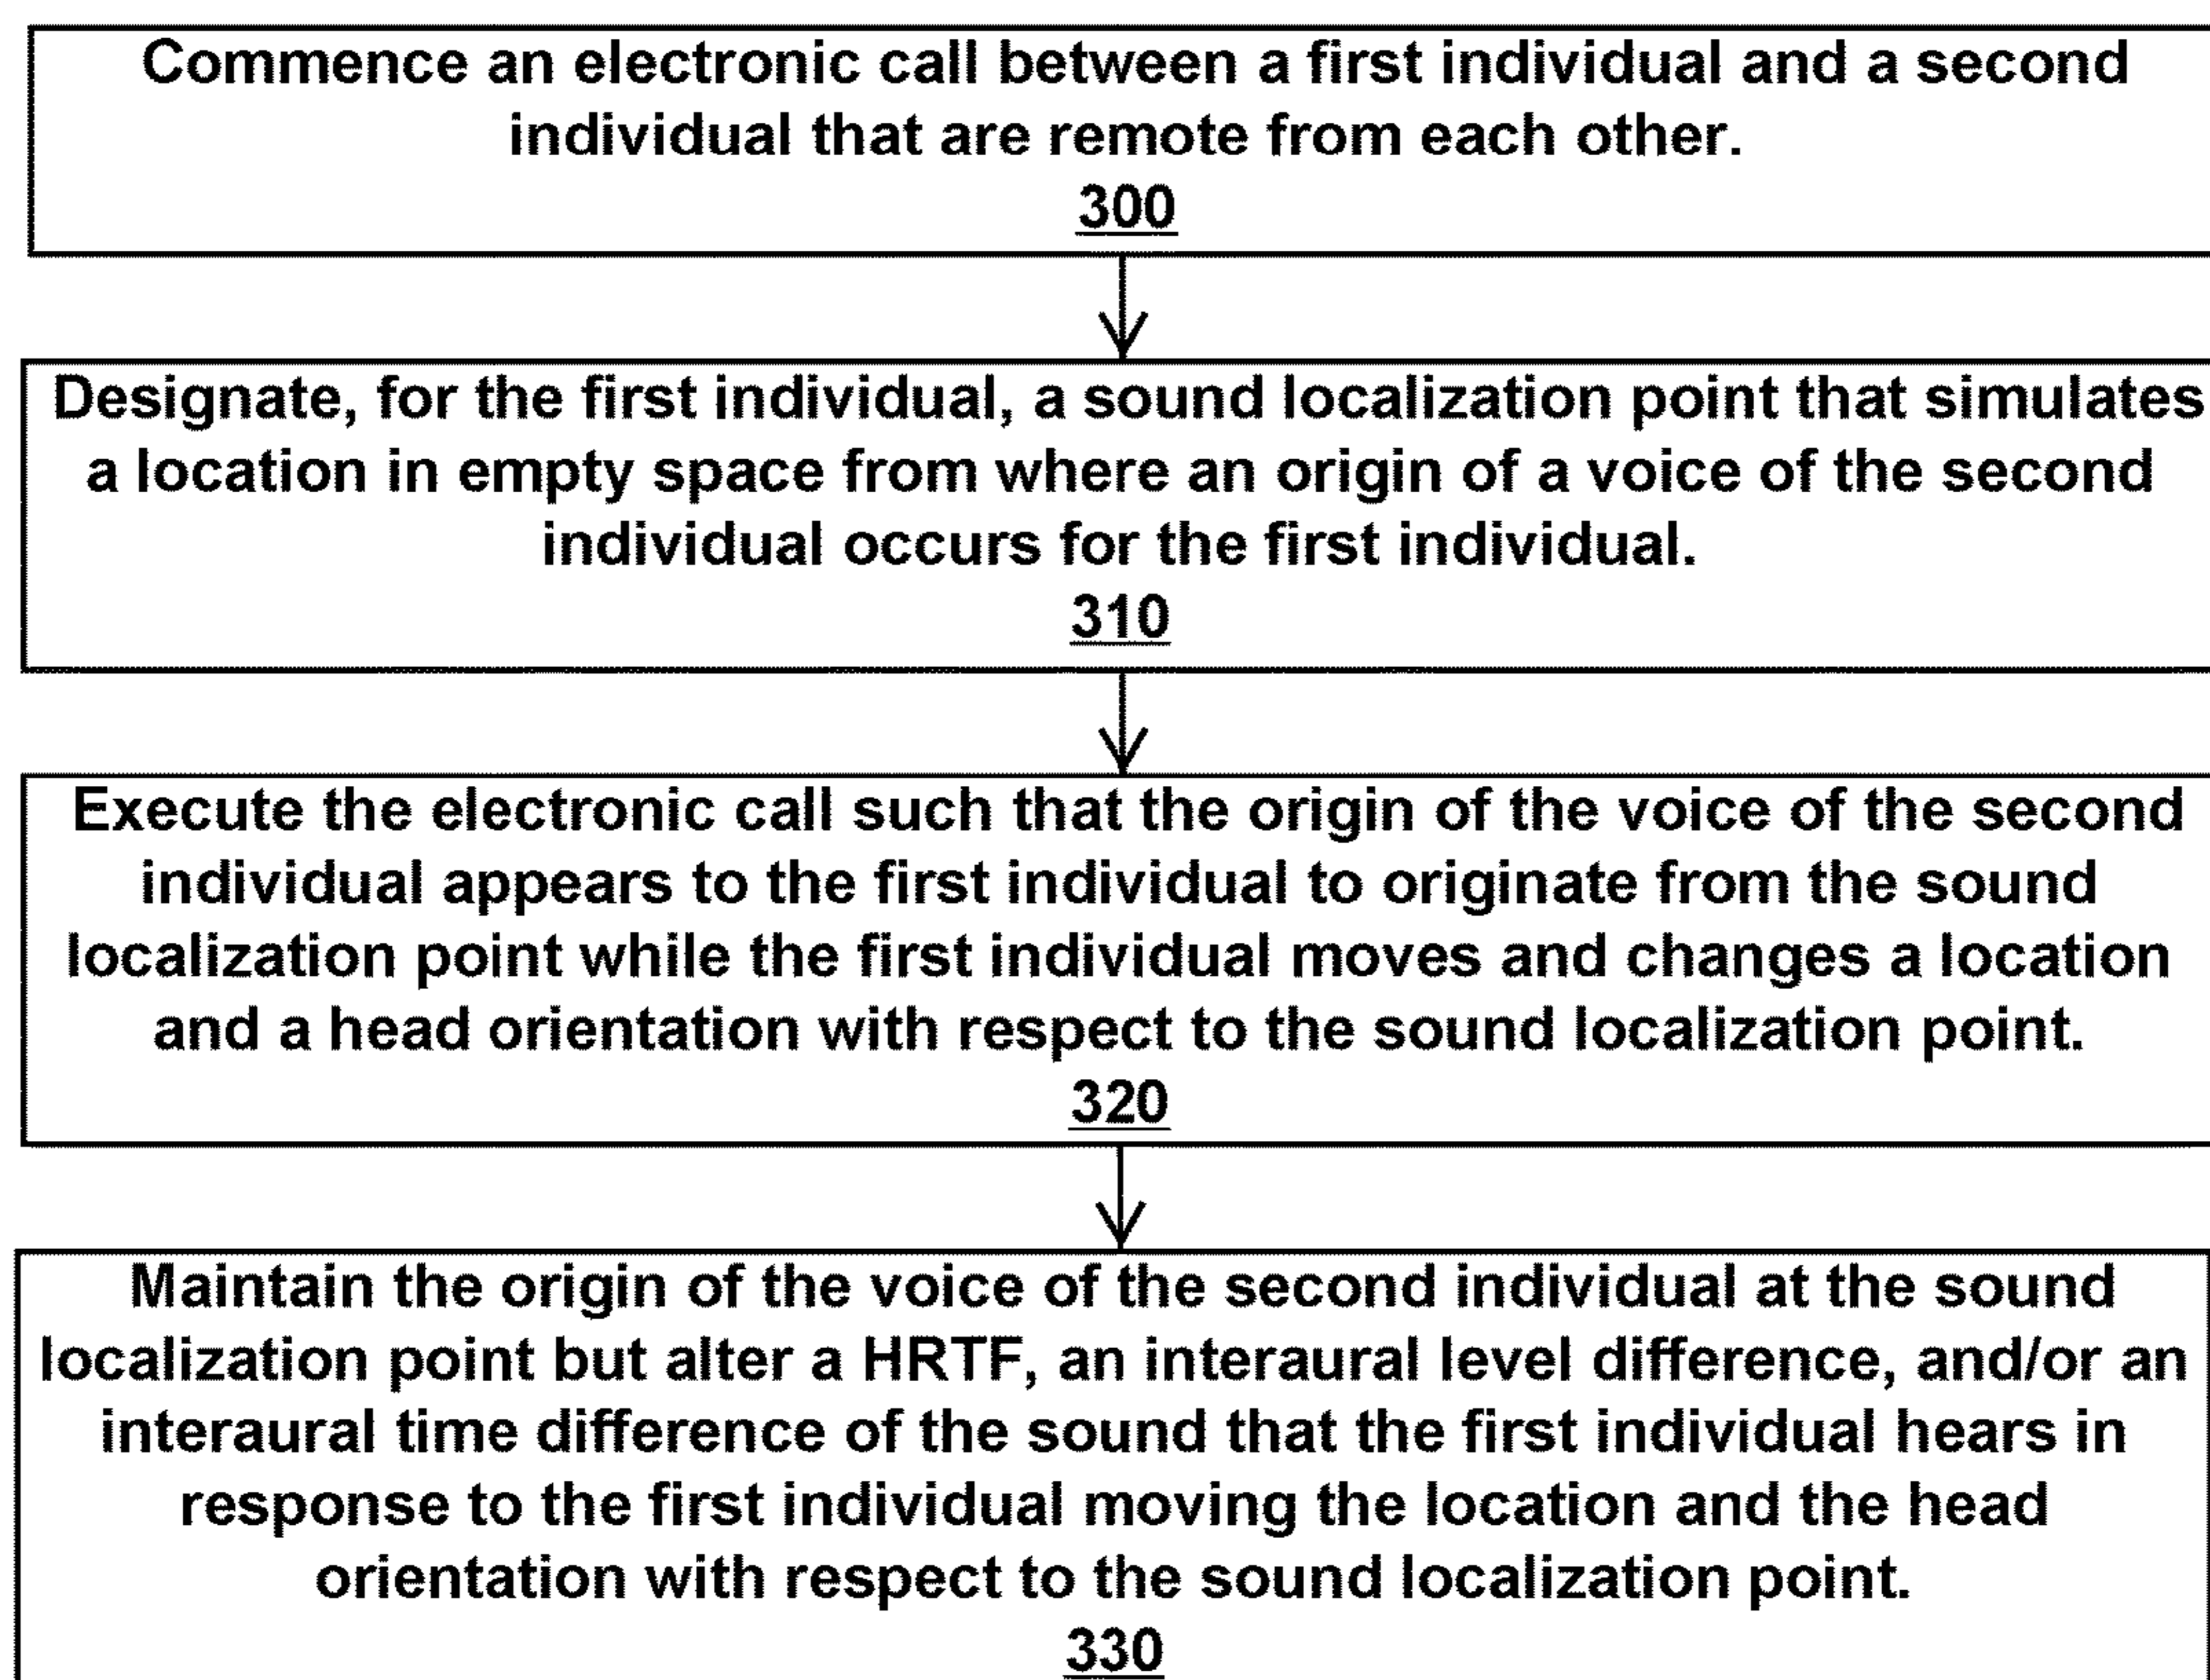 Commence an electronic call between a first individual and a second
individual that are remote from each other.
300
Designate, for the first individual, a sound localization point that simulates
a location in empty space from where an origin of a voice of the second
individual occurs for the first individual.
310
Execute the electronic call such that the origin of the voice of the second
individual appears to the first individual to originate from the sound
localization point while the first individual moves and changes a location
and a head orientation with respect to the sound localization point.
320
Maintain the origin of the voice of the second individual at the sound
localization point but alter a HRTF, an interaural level difference, and/or an
interaural time difference of the sound that the first individual hears in
response to the first individual moving the location and the head
orientation with respect to the sound localization point.
330